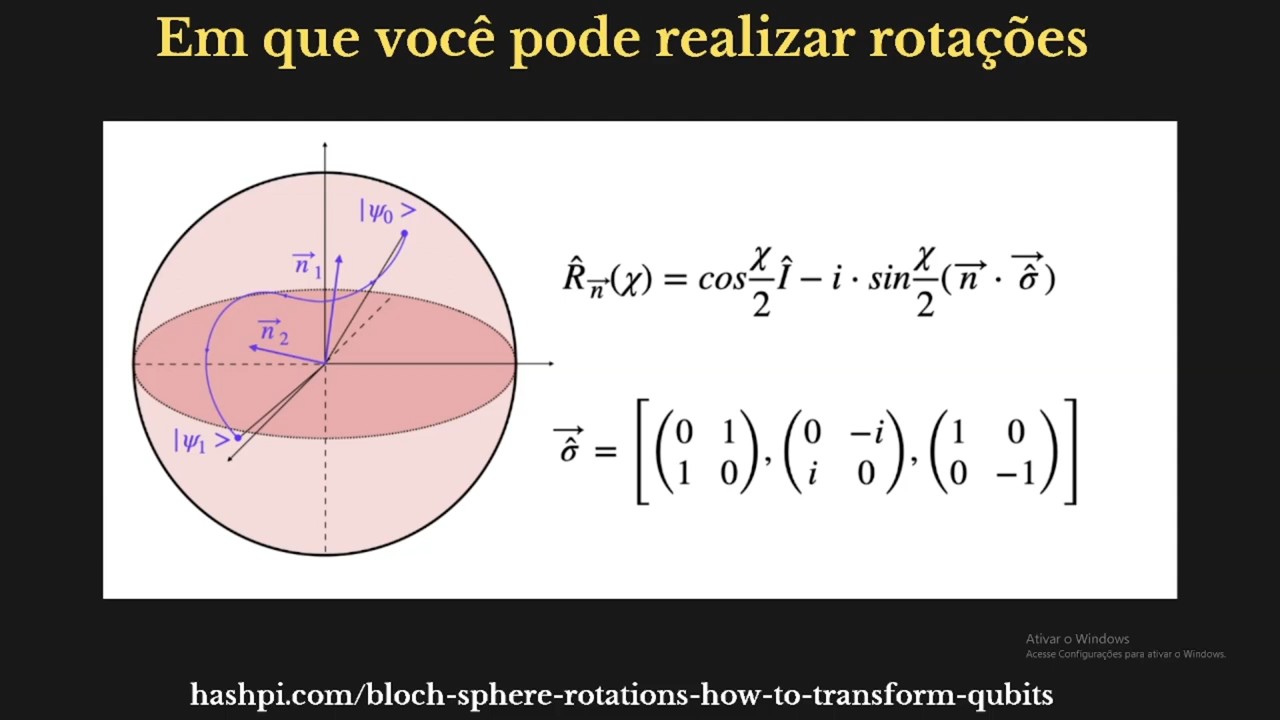 Em que você pode realizar rotações
|ψ₀ >
n⃗₁
n⃗₂
|ψ₁ >
R̂ₙ⃗(χ) = cos χ/2 Î − i · sin χ/2 (n⃗ · σ̂⃗)
σ̂⃗ = [(0 1
1 0), (0 −i
i 0), (1 0
0 −1)]
Ativar o Windows
Acesse Configurações para ativar o Windows.
hashpi.com/bloch-sphere-rotations-how-to-transform-qubits